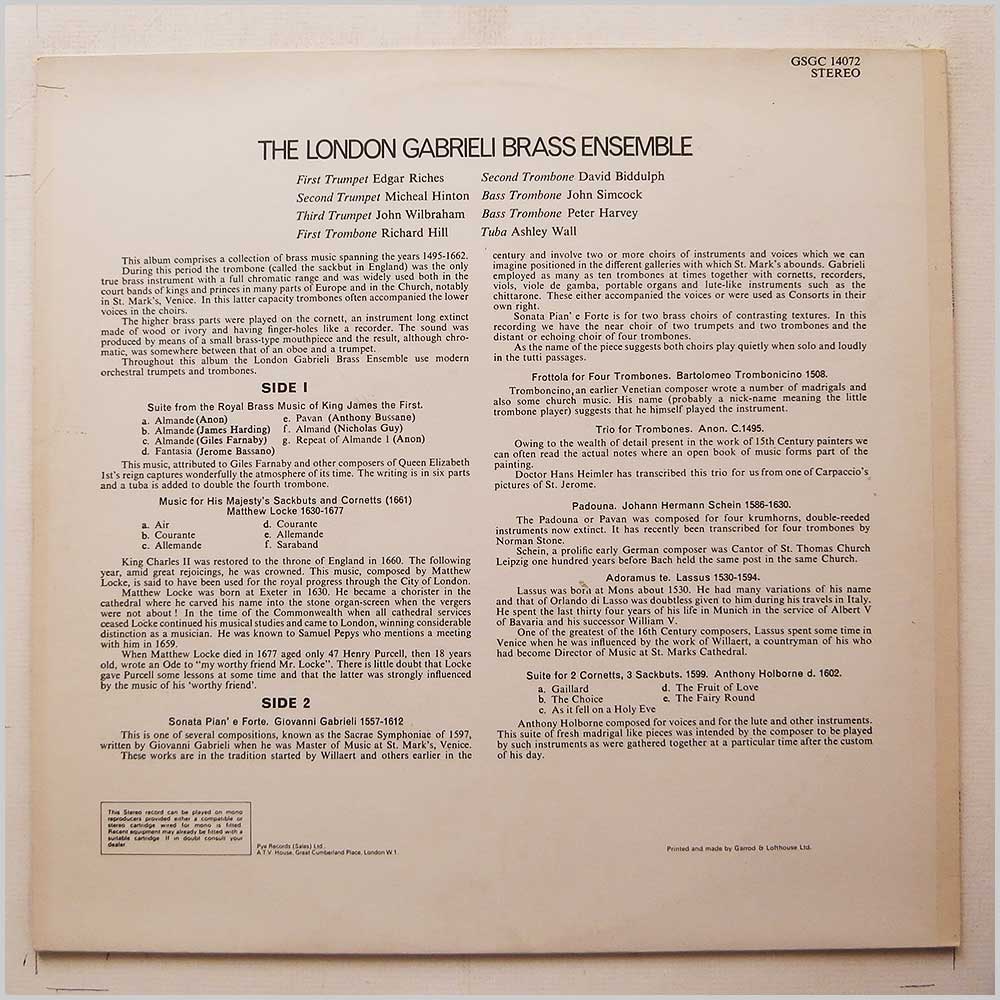 GSGC 14072
STEREO
THE LONDON GABRIELI BRASS ENSEMBLE
First Trumpet Edgar Riches
Second Trumpet Micheal Hinton
Third Trumpet John Wilbraham
First Trombone Richard Hill
Second Trombone David Biddulph
Bass Trombone John Simcock
Bass Trombone Peter Harvey
Tuba Ashley Wall
This album comprises a collection of brass music spanning the years 1495-1662.
During this period the trombone (called the sackbut in England) was the only
true brass instrument with a full chromatic range and was widely used both in the
court bands of kings and princes in many parts of Europe and in the Church, notably
in St. Mark's, Venice. In this latter capacity trombones often accompanied the lower
voices in the choirs.
The higher brass parts were played on the cornett, an instrument long extinct
made of wood or ivory and having finger-holes like a recorder. The sound was
produced by means of a small brass-type mouthpiece and the result, although chro-
matic, was somewhere between that of an oboe and a trumpet.
Throughout this album the London Gabrieli Brass Ensemble use modern
orchestral trumpets and trombones.
SIDE I
Suite from the Royal Brass Music of King James the First.
a. Almande (Anon)
b. Almande (James Harding)
c. Almande (Giles Farnaby)
d. Fantasia (Jerome Bassano)
e. Pavan (Anthony Bussane)
f. Almand (Nicholas Guy)
g. Repeat of Almande 1 (Anon)
This music, attributed to Giles Farnaby and other composers of Queen Elizabeth
1st's reign captures wonderfully the atmosphere of its time. The writing is in six parts
and a tuba is added to double the fourth trombone.
Music for His Majesty's Sackbuts and Cornetts (1661)
Matthew Locke 1630-1677
a. Air
b. Courante
c. Allemande
d. Courante
e. Allemande
f. Saraband
King Charles II was restored to the throne of England in 1660. The following
year, amid great rejoicings, he was crowned. This music, composed by Matthew
Locke, is said to have been used for the royal progress through the City of London.
Matthew Locke was born at Exeter in 1630. He became a chorister in the
cathedral where he carved his name into the stone organ-screen when the vergers
were not about! In the time of the Commonwealth when all cathedral services
ceased Locke continued his musical studies and came to London, winning considerable
distinction as a musician. He was known to Samuel Pepys who mentions a meeting
with him in 1659.
When Matthew Locke died in 1677 aged only 47 Henry Purcell, then 18 years
old, wrote an Ode to "my worthy friend Mr. Locke". There is little doubt that Locke
gave Purcell some lessons at some time and that the latter was strongly influenced
by the music of his 'worthy friend'.
SIDE 2
Sonata Pian' e Forte. Giovanni Gabrieli 1557-1612
This is one of several compositions, known as the Sacrae Symphoniae of 1597,
written by Giovanni Gabrieli when he was Master of Music at St. Mark's, Venice.
These works are in the tradition started by Willaert and others earlier in the
century and involve two or more choirs of instruments and voices which we can
imagine positioned in the different galleries with which St. Mark's abounds. Gabrieli
employed as many as ten trombones at times together with cornetts, recorders,
viols, viole de gamba, portable organs and lute-like instruments such as the
chittarone. These either accompanied the voices or were used as Consorts in their
own right.
Sonata Pian' e Forte is for two brass choirs of contrasting textures. In this
recording we have the near choir of two trumpets and two trombones and the
distant or echoing choir of four trombones.
As the name of the piece suggests both choirs play quietly when solo and loudly
in the tutti passages.
Frottola for Four Trombones. Bartolomeo Trombonicino 1508.
Tromboncino, an earlier Venetian composer wrote a number of madrigals and
also some church music. His name (probably a nick-name meaning the little
trombone player) suggests that he himself played the instrument.
Trio for Trombones. Anon. C.1495.
Owing to the wealth of detail present in the work of 15th Century painters we
can often read the actual notes where an open book of music forms part of the
painting.
Doctor Hans Heimler has transcribed this trio for us from one of Carpaccio's
pictures of St. Jerome.
Padouna. Johann Hermann Schein 1586-1630.
The Padouna or Pavan was composed for four krumhorns, double-reeded
instruments now extinct. It has recently been transcribed for four trombones by
Norman Stone.
Schein, a prolific early German composer was Cantor of St. Thomas Church
Leipzig one hundred years before Bach held the same post in the same Church.
Adoramus te. Lassus 1530-1594.
Lassus was born at Mons about 1530. He had many variations of his name
and that of Orlando di Lasso was doubtless given to him during his travels in Italy.
He spent the last thirty four years of his life in Munich in the service of Albert V
of Bavaria and his successor William V.
One of the greatest of the 16th Century composers, Lassus spent some time in
Venice when he was influenced by the work of Willaert, a countryman of his who
had become Director of Music at St. Marks Cathedral.
Suite for 2 Cornetts, 3 Sackbuts. 1599. Anthony Holborne d. 1602.
a. Gaillard
b. The Choice
c. As it fell on a Holy Eve
d. The Fruit of Love
e. The Fairy Round
Anthony Holborne composed for voices and for the lute and other instruments.
This suite of fresh madrigal like pieces was intended by the composer to be played
by such instruments as were gathered together at a particular time after the custom
of his day.
This Stereo record can be played on mono
reproducers provided either a compatible or
stereo cartridge wired for mono is fitted.
Recent equipment may already be fitted with a
suitable cartridge. If in doubt consult your
dealer
Pye Records (Sales) Ltd.,
A.T.V. House, Great Cumberland Place, London W.1.
Printed and made by Garrod & Lofthouse Ltd.